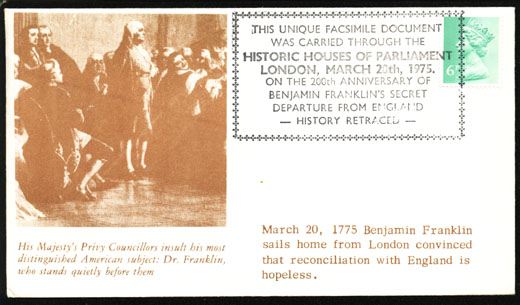 THIS UNIQUE FACSIMILE DOCUMENT
WAS CARRIED THROUGH THE
HISTORIC HOUSES OF PARLIAMENT
LONDON, MARCH 20th, 1975.
ON THE 200th ANNIVERSARY OF
BENJAMIN FRANKLIN'S SECRET
DEPARTURE FROM ENGLAND
— HISTORY RETRACED —
His Majesty's Privy Councillors insult his most
distinguished American subject: Dr. Franklin,
who stands quietly before them
March 20, 1775 Benjamin Franklin
sails home from London convinced
that reconciliation with England is
hopeless.